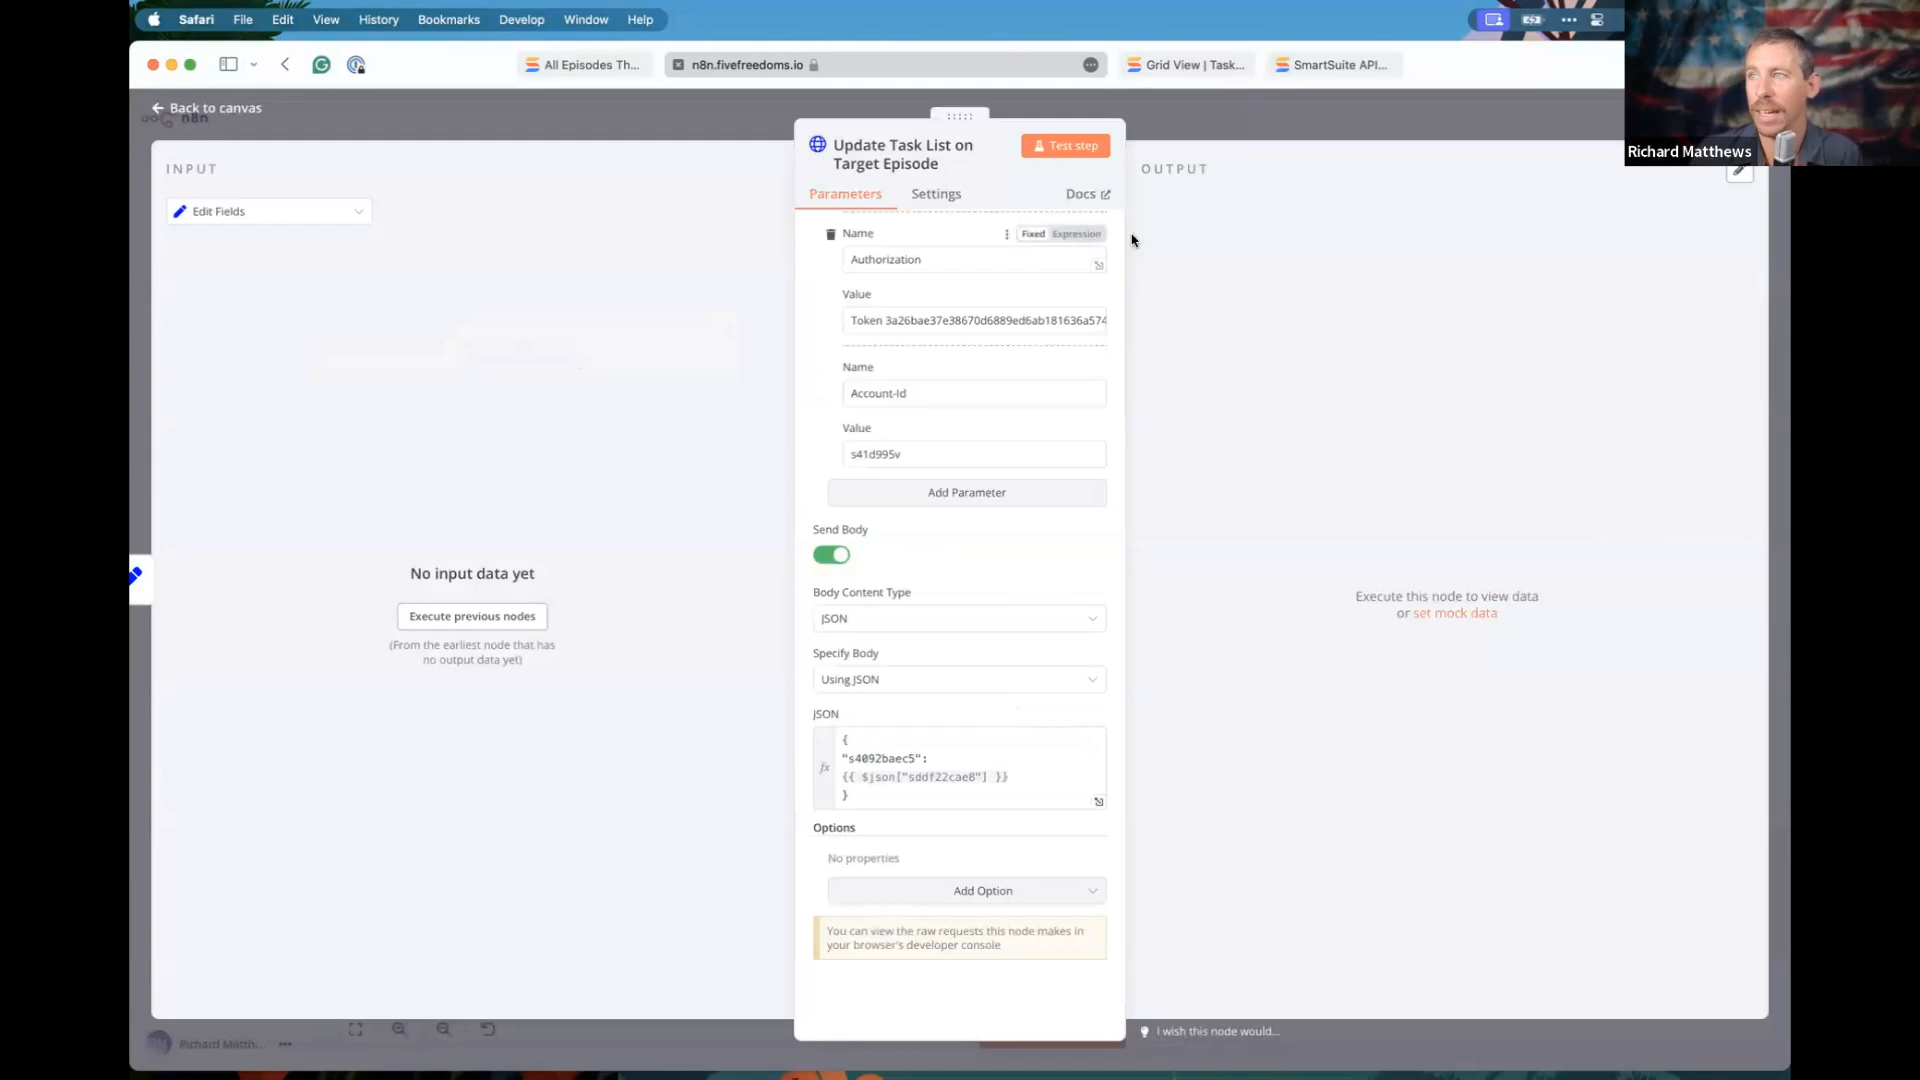 Safari File Edit View History Bookmarks Develop Window Help
All Episodes Th...
n8n.fivefreedoms.io
Grid View | Task...
SmartSuite API...
Richard Matthews
Back to canvas
n8n
INPUT
Edit Fields
No input data yet
Execute previous nodes
(From the earliest node that has
no output data yet)
Update Task List on
Target Episode
Test step
Parameters
Settings
Docs
Name
Fixed Expression
Authorization
Value
Token 3a26bae37e38670d6889ed6ab181636a574
Name
Account-Id
Value
s41d995v
Add Parameter
Send Body
Body Content Type
JSON
Specify Body
Using JSON
JSON
fx
{
"s4092baec5":
{{ $json["sddf22cae8"] }}
}
Options
No properties
Add Option
You can view the raw requests this node makes in
your browser's developer console
OUTPUT
Execute this node to view data
or set mock data
I wish this node would...
Richard Matth...